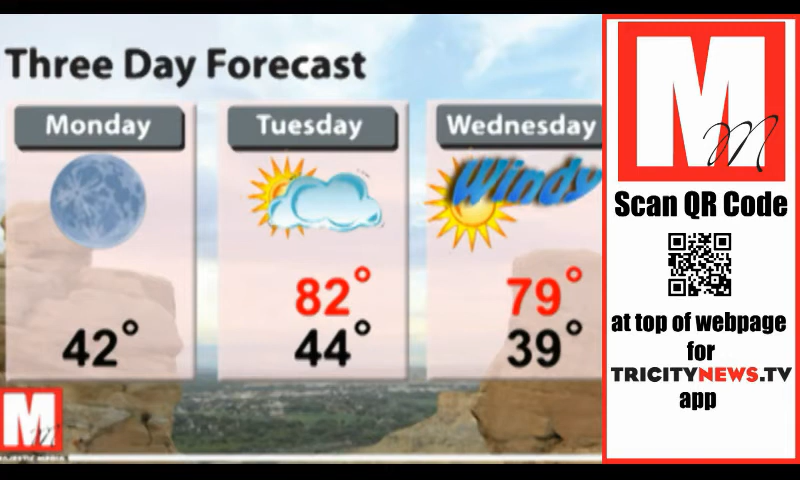 Three Day Forecast
Monday
Tuesday
Wednesday
Windy
82°
79°
42°
44°
39°
M
m
M
m
Scan QR Code
at top of webpage
for
TRICITYNEWS.TV
app